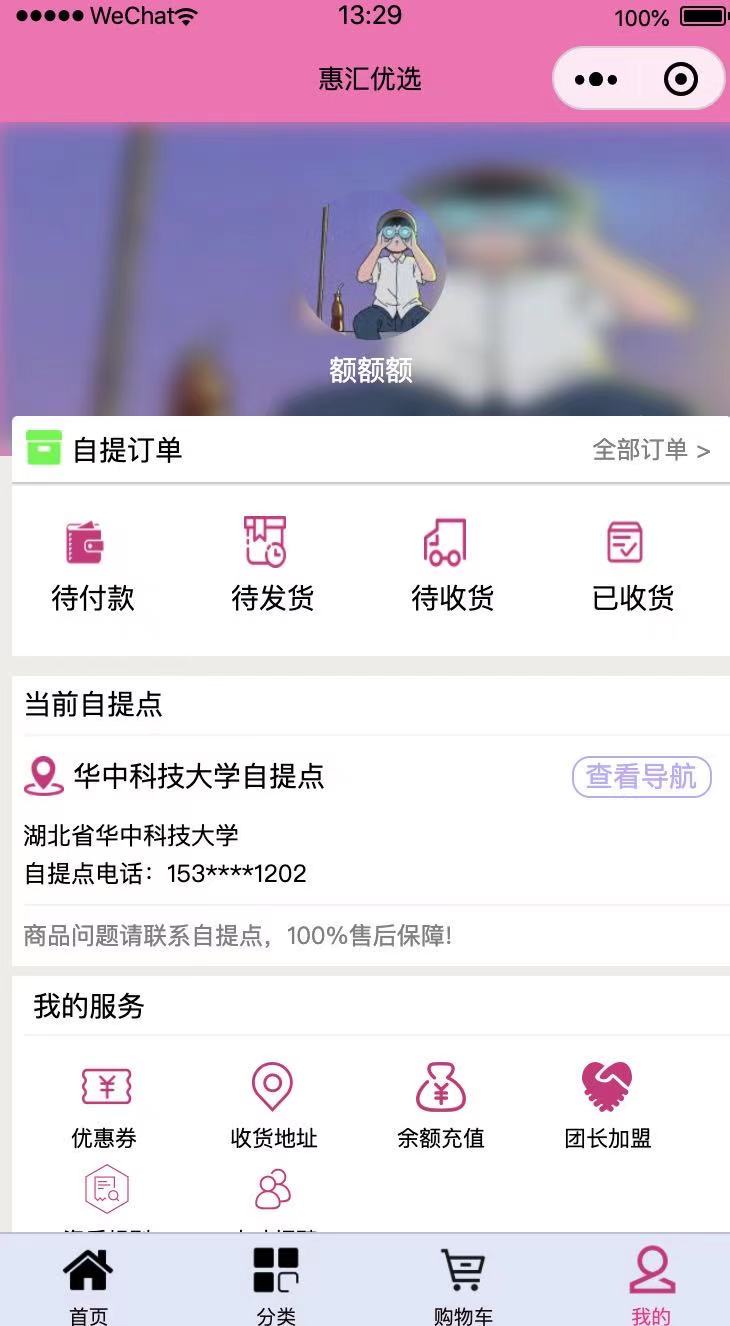 ●●●●● WeChat 13:29 100%
惠汇优选
额额额
自提订单 全部订单 >
待付款 待发货 待收货 已收货
当前自提点
华中科技大学自提点 查看导航
湖北省华中科技大学
自提点电话：153****1202
商品问题请联系自提点，100%售后保障!
我的服务
优惠券 收货地址 余额充值 团长加盟
首页 分类 购物车 我的